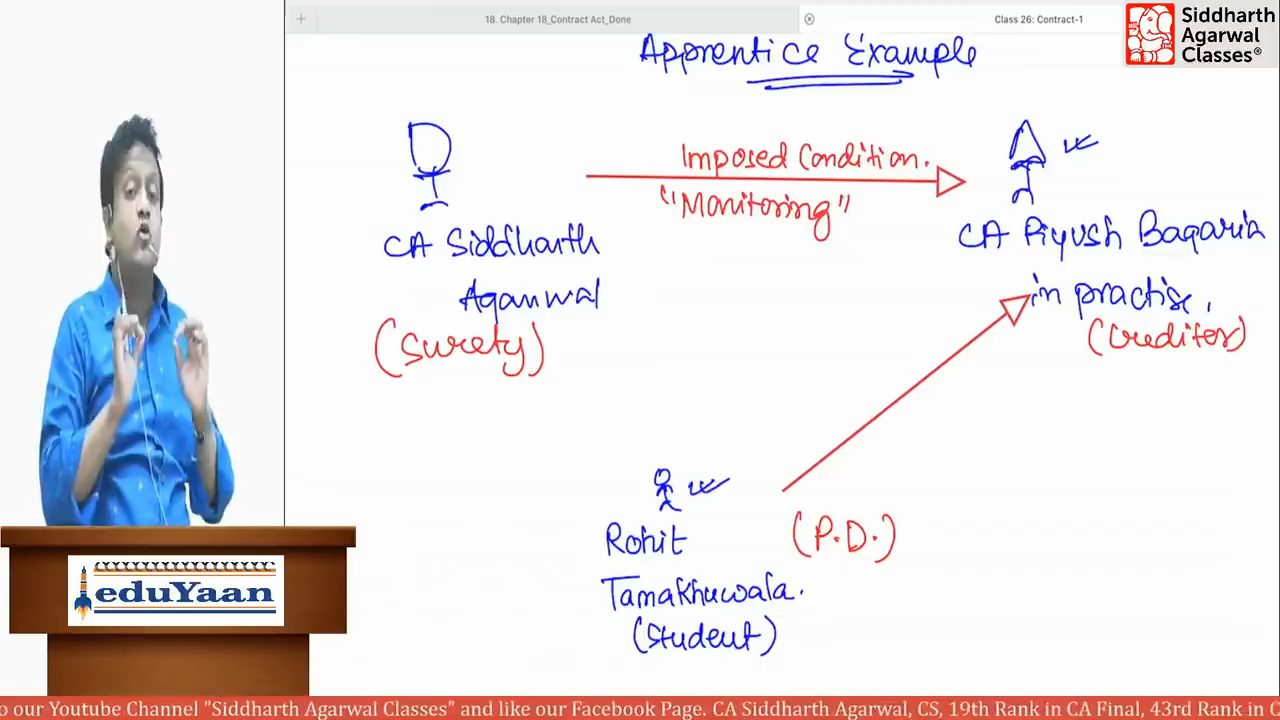 18. Chapter 18_Contract Act_Done
Class 26: Contract-1
Siddharth
Agarwal
Classes®
Apprentice Example
Imposed Condition.
"Monitoring"
CA Siddharth
Agarwal
(Surety)
CA Piyush Bagaria
in practise.
(Creditor)
Rohit
Tamakhuwala.
(Student)
(P.D.)
eduYaan
o our Youtube Channel "Siddharth Agarwal Classes" and like our Facebook Page. CA Siddharth Agarwal, CS, 19th Rank in CA Final, 43rd Rank in C